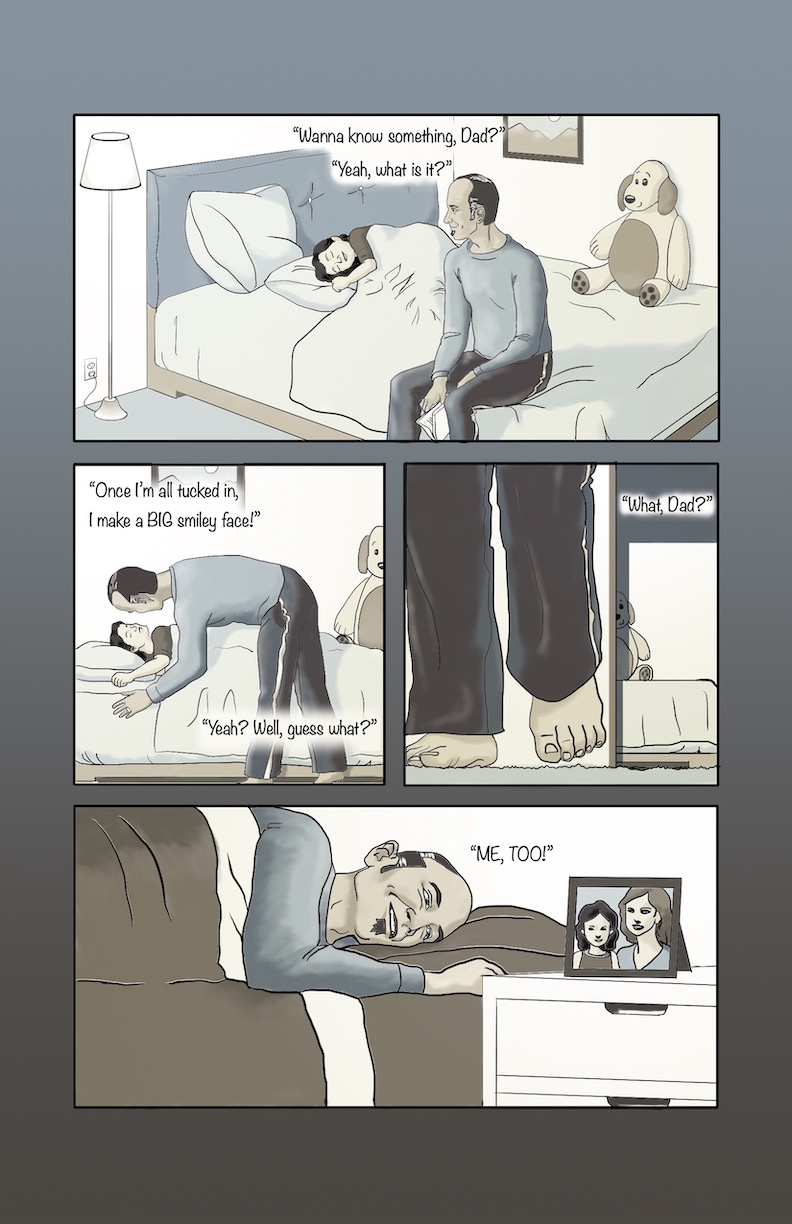 “Wanna know something, Dad?”
“Yeah, what is it?”
“Once I’m all tucked in,
I make a BIG smiley face!”
“Yeah? Well, guess what?”
“What, Dad?”
“ME, TOO!”